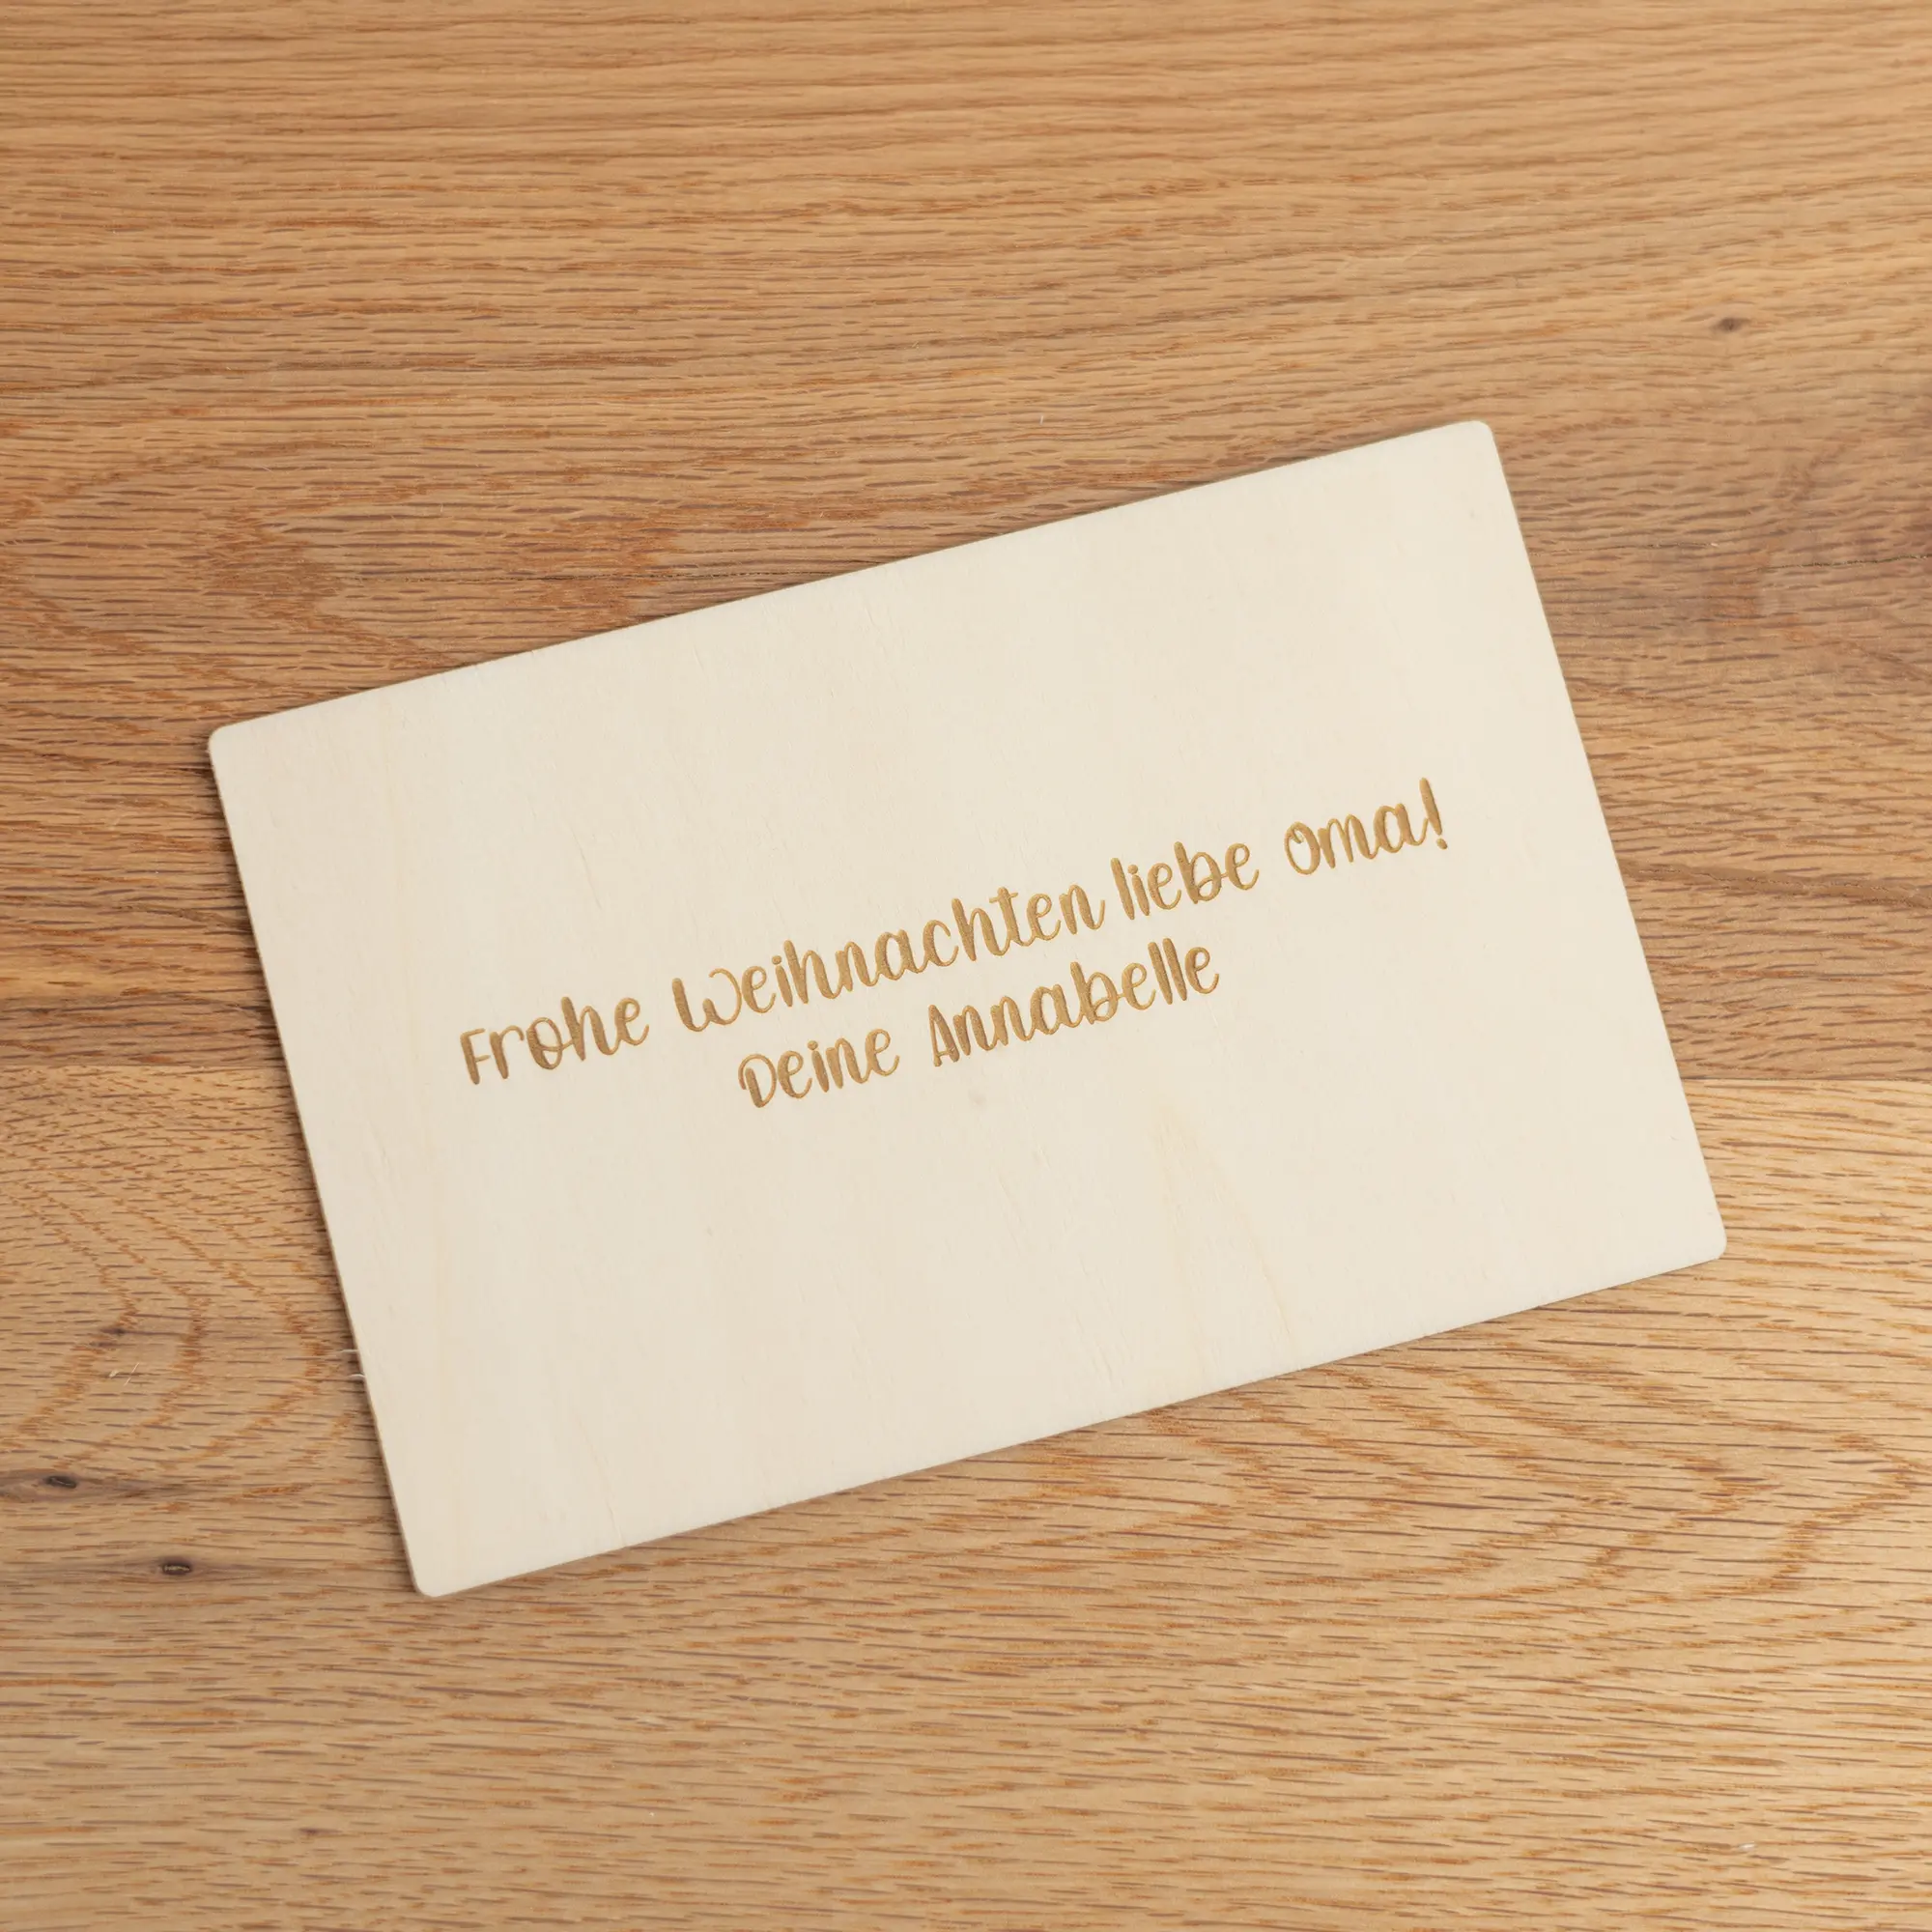 Frohe Weihnachten liebe Oma!
Deine Annabelle